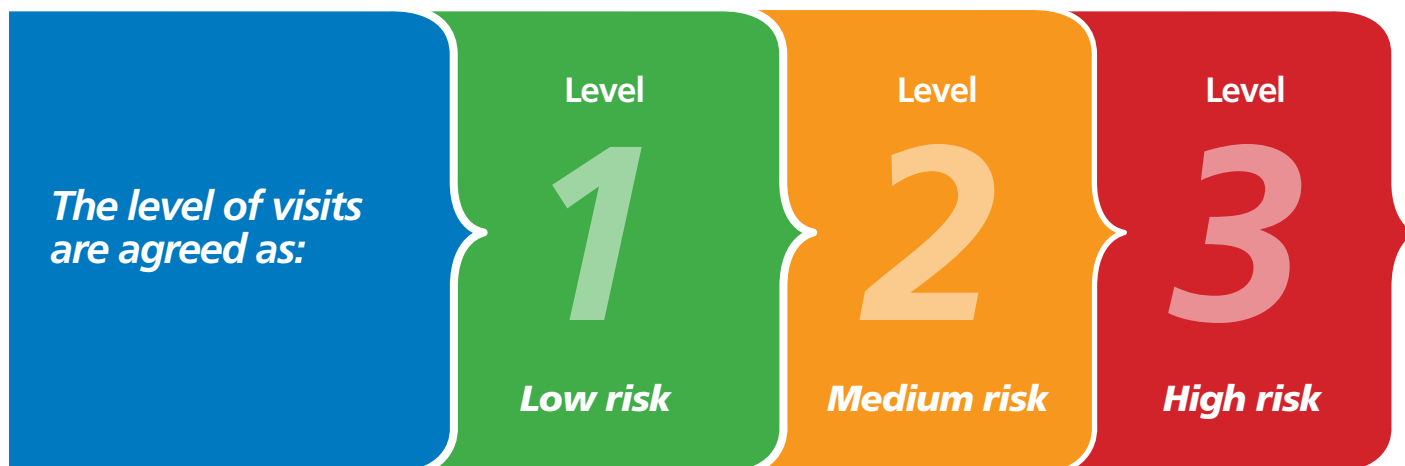 The level of visits
are agreed as:
Level
1
Low risk
Level
2
Medium risk
Level
3
High risk